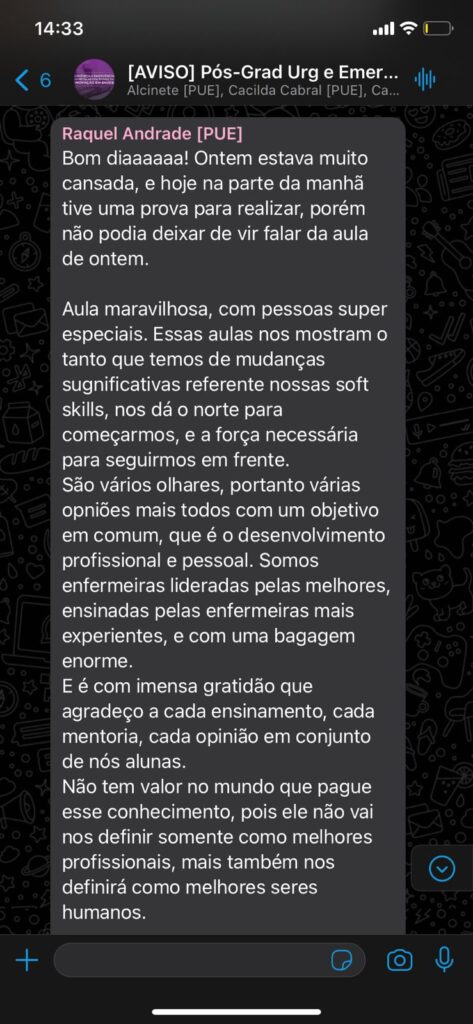 14:33
6
[AVISO] Pós-Grad Urg e Emer...
Alcinete [PUE], Cacilda Cabral [PUE], Ca...
Raquel Andrade [PUE]
Bom diaaaaaa! Ontem estava muito
cansada, e hoje na parte da manhã
tive uma prova para realizar, porém
não podia deixar de vir falar da aula
de ontem.
Aula maravilhosa, com pessoas super
especiais. Essas aulas nos mostram o
tanto que temos de mudanças
sugnificativas referente nossas soft
skills, nos dá o norte para
começarmos, e a força necessária
para seguirmos em frente.
São vários olhares, portanto várias
opniões mais todos com um objetivo
em comum, que é o desenvolvimento
profissional e pessoal. Somos
enfermeiras lideradas pelas melhores,
ensinadas pelas enfermeiras mais
experientes, e com uma bagagem
enorme.
E é com imensa gratidão que
agradeço a cada ensinamento, cada
mentoria, cada opinião em conjunto
de nós alunas.
Não tem valor no mundo que pague
esse conhecimento, pois ele não vai
nos definir somente como melhores
profissionais, mais também nos
definirá como melhores seres
humanos.